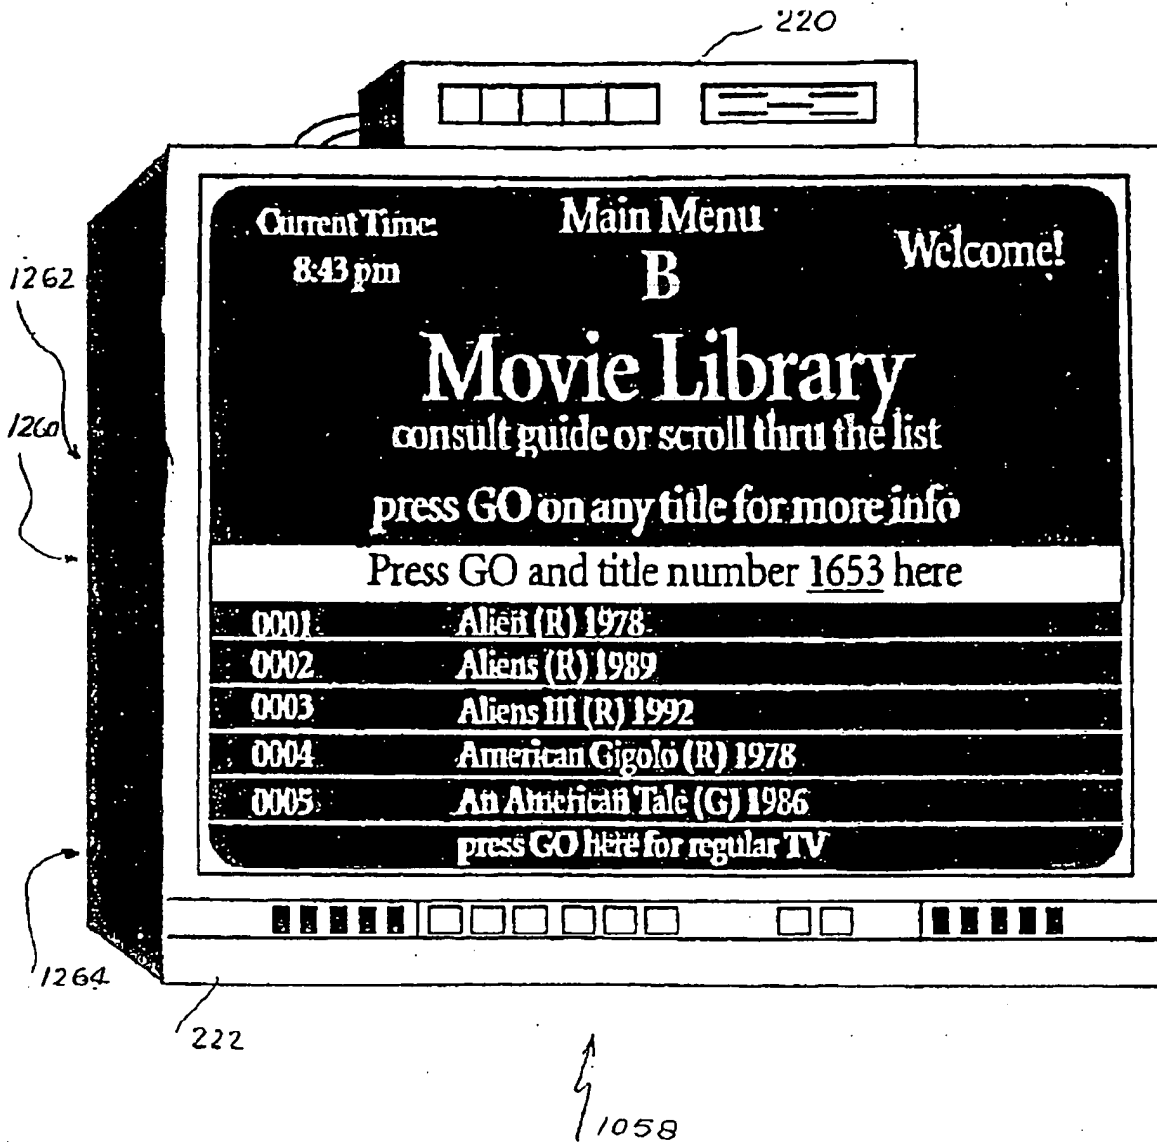 220
Current Time:
8:43 pm
Main Menu
B
Welcome!
1262
Movie Library
1260
consult guide or scroll thru the list
press GO on any title for more info
Press GO and title number 1653 here
0001 Alien (R) 1978
0002 Aliens (R) 1989
0003 Aliens III (R) 1992
0004 American Gigolo (R) 1978
0005 An American Tale (G) 1986
press GO here for regular TV
1264
222
1058